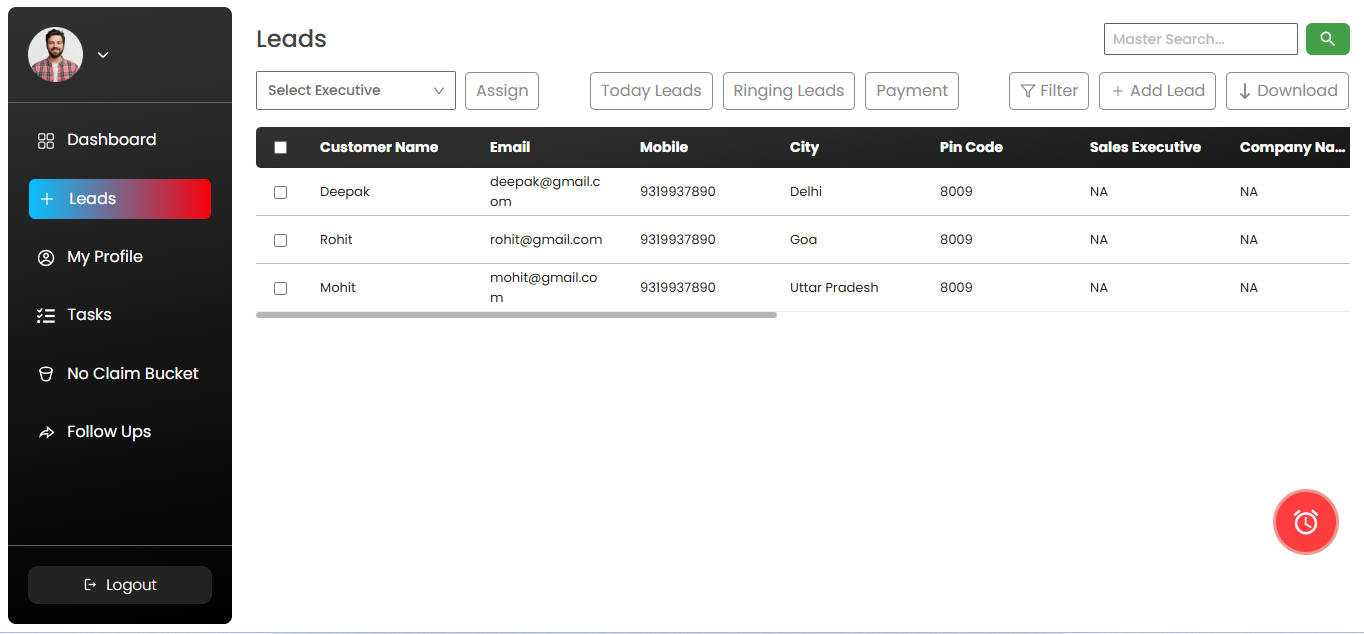 Dashboard
Leads
My Profile
Tasks
No Claim Bucket
Follow Ups
Logout
Leads
Master Search...
Select Executive Assign Today Leads Ringing Leads Payment Filter Add Lead Download
Customer Name Email Mobile City Pin Code Sales Executive Company Na...
Deepak deepak@gmail.c 9319937890 Delhi 8009 NA NA
om
Rohit rohit@gmail.com 9319937890 Goa 8009 NA NA
Mohit mohit@gmail.co 9319937890 Uttar Pradesh 8009 NA NA
m